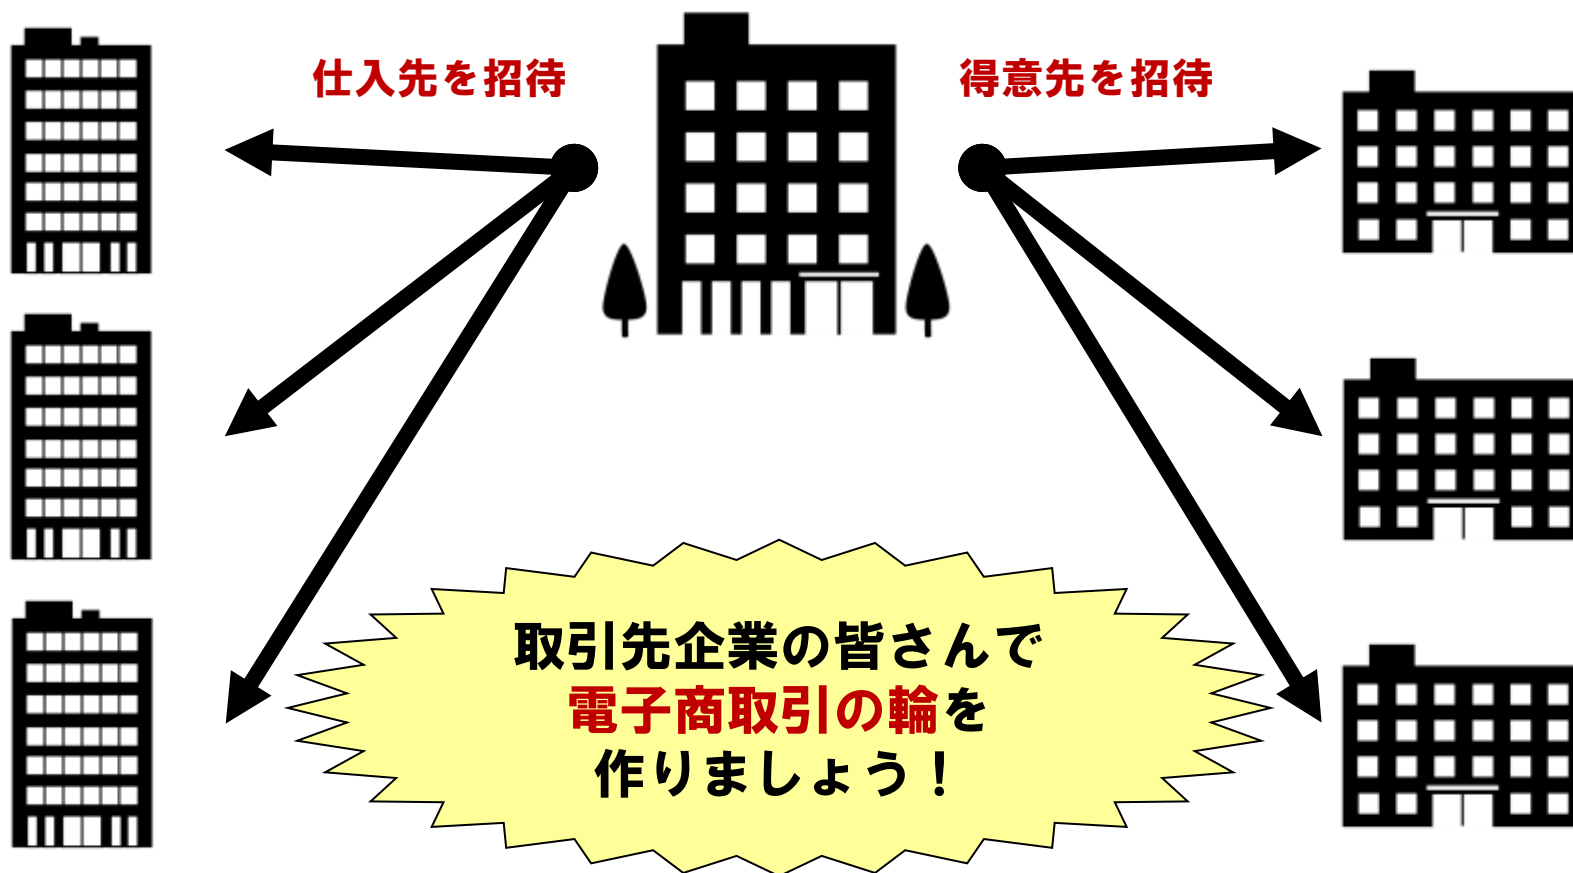 仕入先を招待
得意先を招待
取引先企業の皆さんで
電子商取引の輪を
作りましょう！